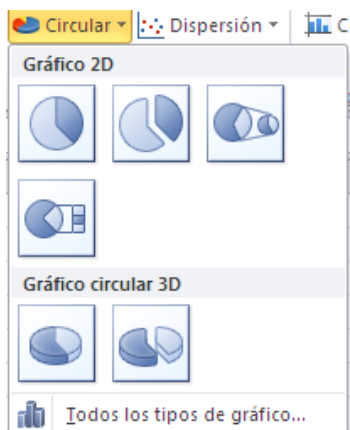 Circular Dispersión C
Gráfico 2D
Gráfico circular 3D
Todos los tipos de gráfico...